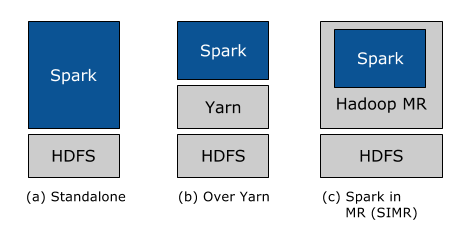 Spark
HDFS
(a) Standalone
Spark
Yarn
HDFS
(b) Over Yarn
Spark
Hadoop MR
HDFS
(c) Spark in
MR (SIMR)